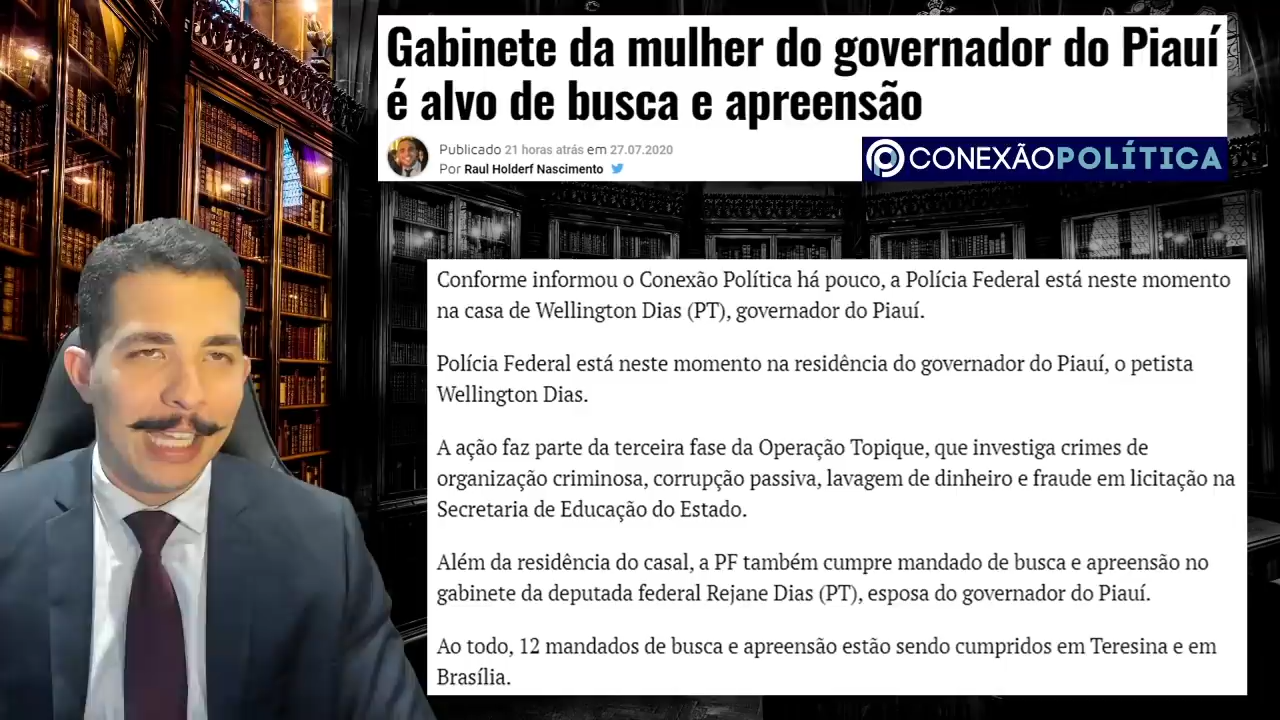 Gabinete da mulher do governador do Piauí
é alvo de busca e apreensão
Publicado 21 horas atrás em 27.07.2020
Por Raul Holderf Nascimento
CONEXÃOPOLÍTICA
Conforme informou o Conexão Política há pouco, a Polícia Federal está neste momento
na casa de Wellington Dias (PT), governador do Piauí.
Polícia Federal está neste momento na residência do governador do Piauí, o petista
Wellington Dias.
A ação faz parte da terceira fase da Operação Topique, que investiga crimes de
organização criminosa, corrupção passiva, lavagem de dinheiro e fraude em licitação na
Secretaria de Educação do Estado.
Além da residência do casal, a PF também cumpre mandado de busca e apreensão no
gabinete da deputada federal Rejane Dias (PT), esposa do governador do Piauí.
Ao todo, 12 mandados de busca e apreensão estão sendo cumpridos em Teresina e em
Brasília.